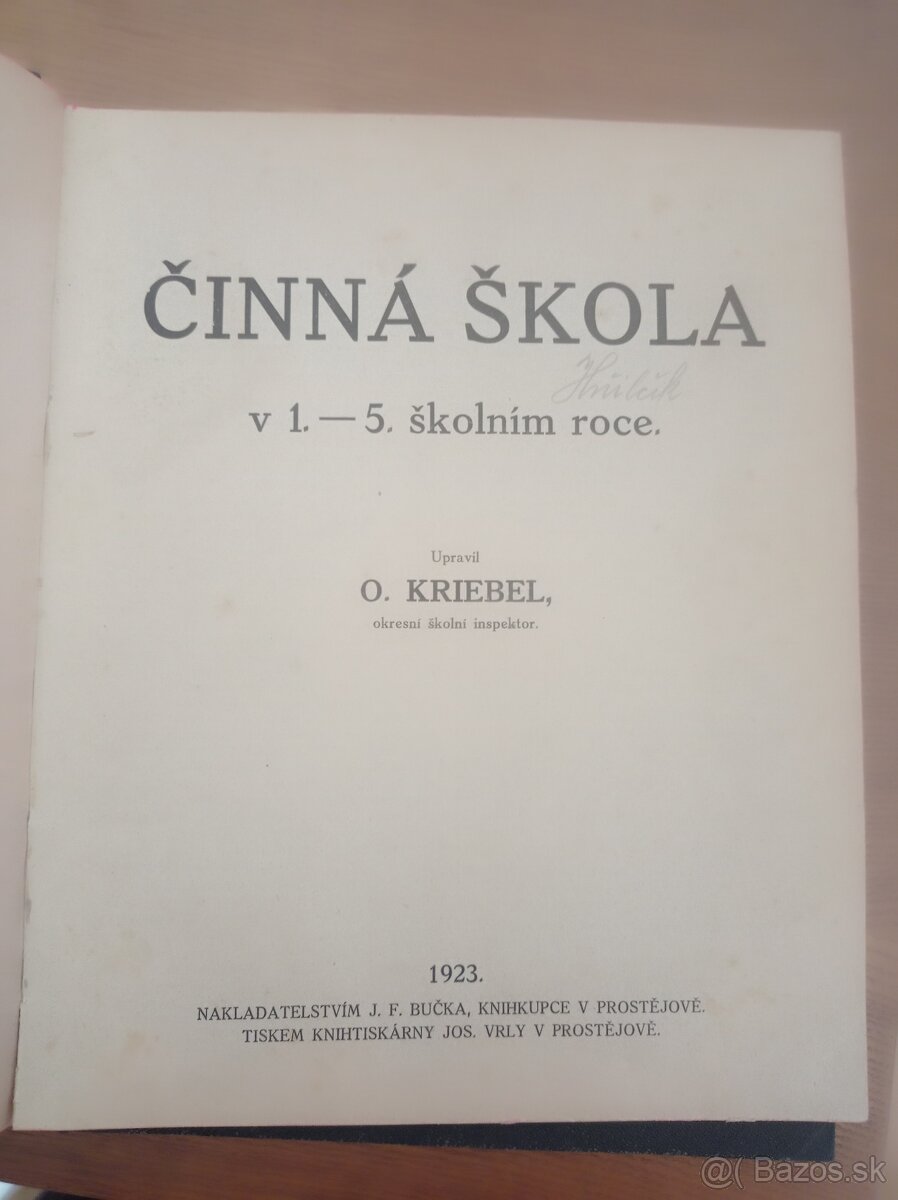 ČINNÁ ŠKOLA
v 1. — 5. školním roce.
Upravil
O. KRIEBEL,
okresní školní inspektor.
1923.
NAKLADATELSTVÍM J. F. BUČKA, KNIHKUPCE V PROSTĚJOVĚ.
TISKEM KNIHTISKÁRNY JOS. VRLY V PROSTĚJOVĚ.
@( Bazos.sk